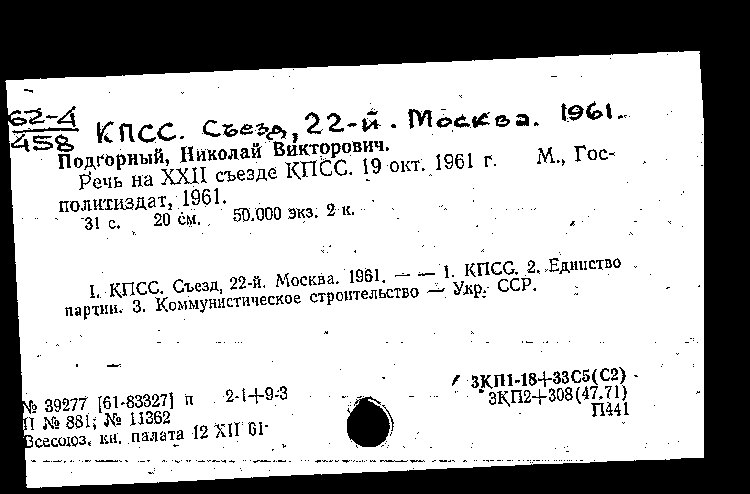 62-4
458
КПСС. Съезд, 22-й. Москва. 1961.
Подгорный, Николай Викторович.
Речь на XXII съезде КПСС. 19 окт. 1961 г. М., Гос-
политиздат, 1961.
31 с. 20 см. 50.000 экз. 2 к.
I. КПСС. Съезд, 22-й. Москва. 1961. — — 1. КПСС. 2. Единство
партии. 3. Коммунистическое строительство — Укр. ССР.
№ 39277 [61-83327] п 2-1+9-3
П № 881; № 11362
Всесоюз. кн. палата 12 XII 61
3КП1-18+33С5(С2)
3КП2+308(47.71)
П441